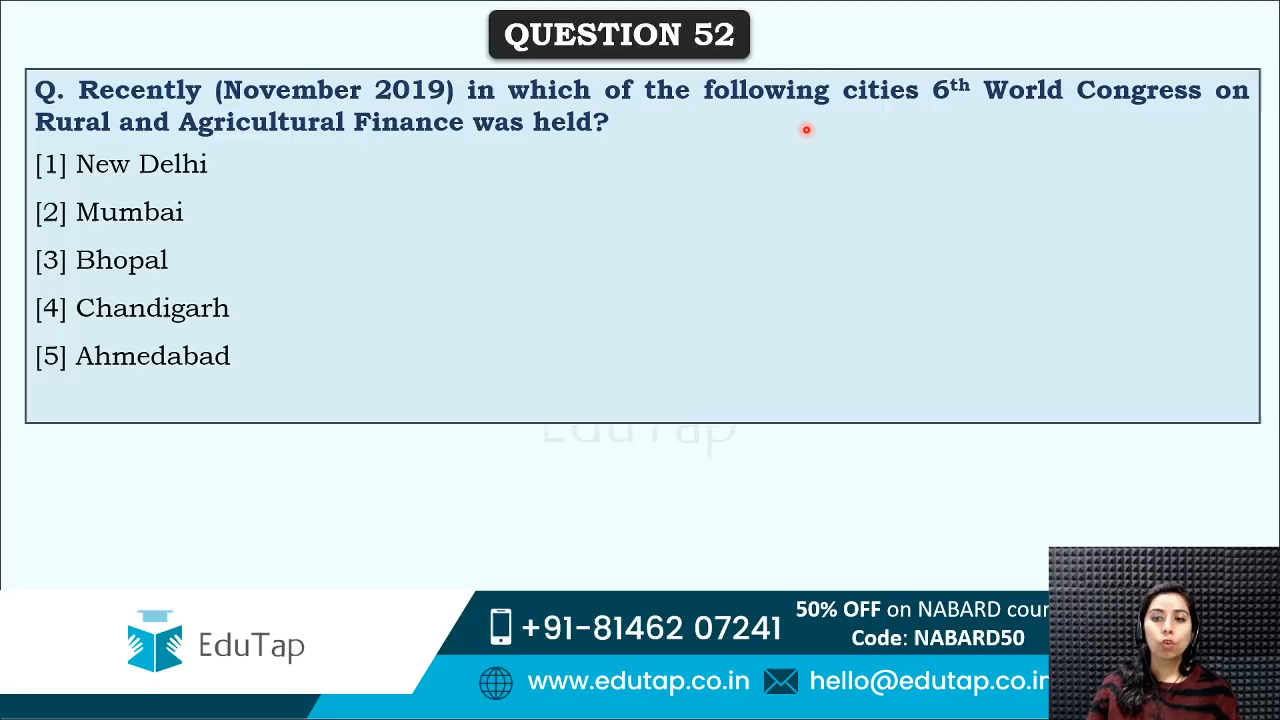 QUESTION 52
Q. Recently (November 2019) in which of the following cities 6th World Congress on
Rural and Agricultural Finance was held?
[1] New Delhi
[2] Mumbai
[3] Bhopal
[4] Chandigarh
[5] Ahmedabad
EduTap
EduTap
+91-81462 07241
50% OFF on NABARD cour
Code: NABARD50
www.edutap.co.in
hello@edutap.co.in